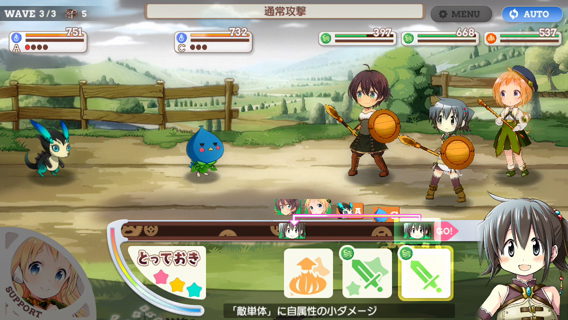 WAVE 3/3 5
通常攻撃
MENU
AUTO
751
A
732
C
397
668
537
GO!
とっておき
SUPPORT
「敵単体」に自属性の小ダメージ